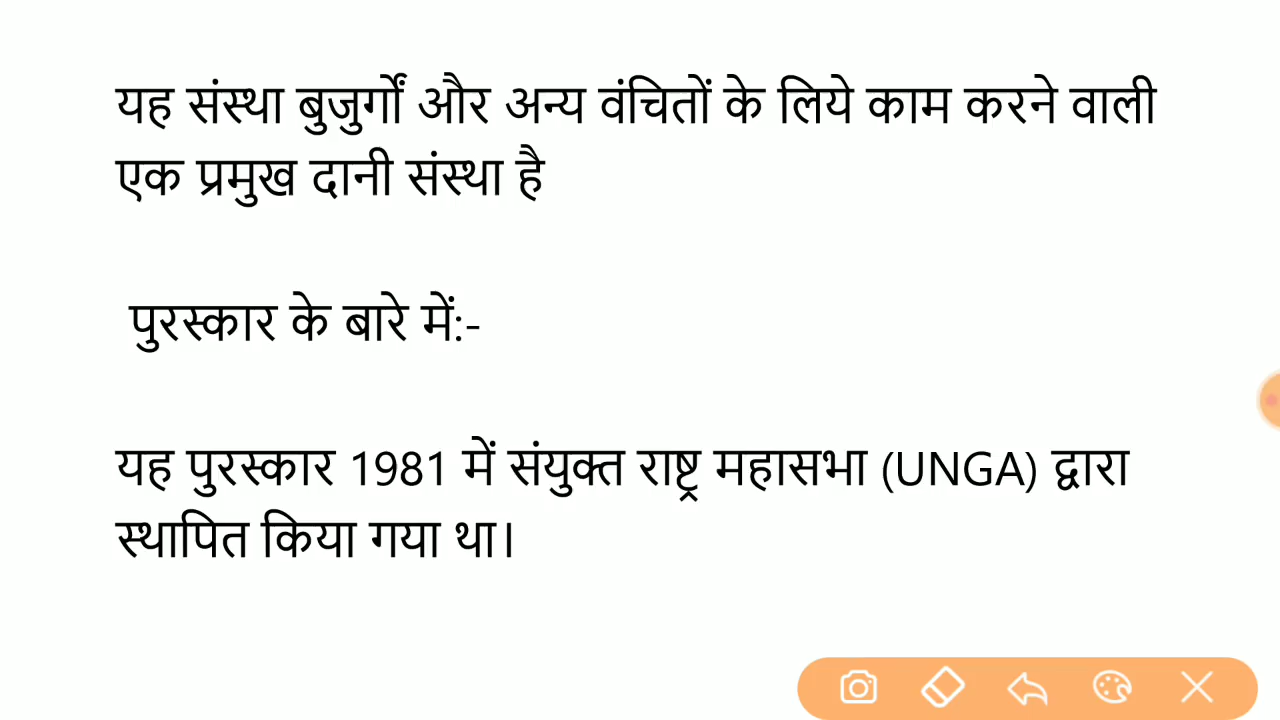 यह संस्था बुजुर्गों और अन्य वंचितों के लिये काम करने वाली
एक प्रमुख दानी संस्था है
पुरस्कार के बारे में:-
यह पुरस्कार 1981 में संयुक्त राष्ट्र महासभा (UNGA) द्वारा
स्थापित किया गया था।